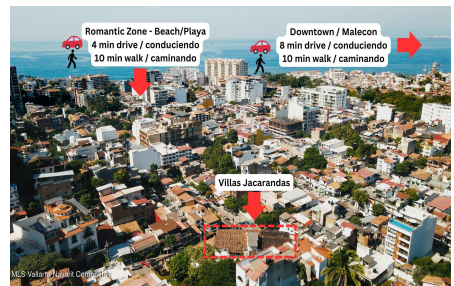 Romantic Zone - Beach/Playa
4 min drive / conduciendo
10 min walk / caminando
Downtown / Malecon
8 min drive / conduciendo
10 min walk / caminando
Villas Jacarandas
MLS Vallarta Nayarit Compostela